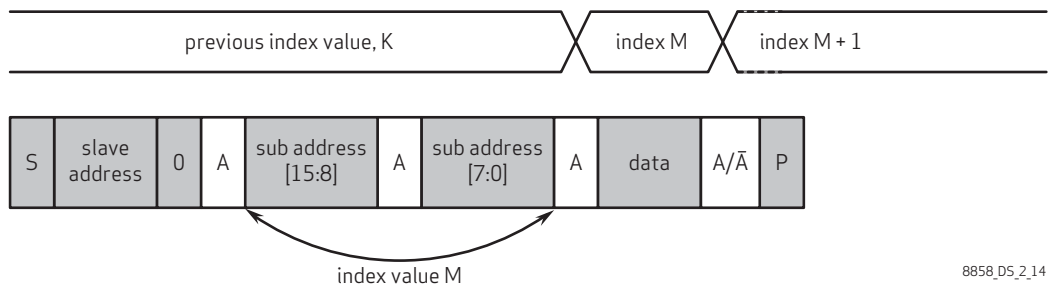 previous index value, K
index M
index M + 1
S
slave
address
0
A
sub address
[15:8]
A
sub address
[7:0]
A
data
A/Ā
P
index value M
8858_DS_2_14